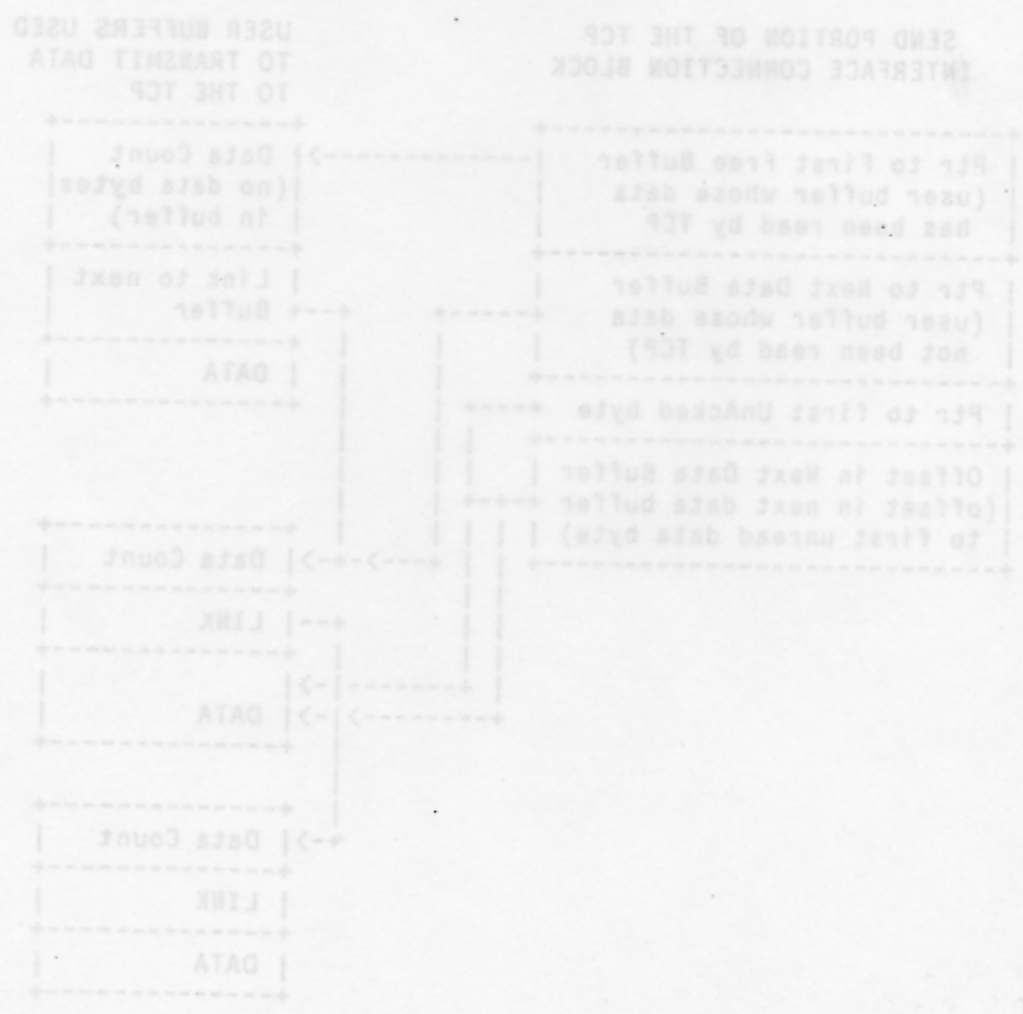 SEND PORTION OF THE TCP
INTERFACE CONNECTION BLOCK
Ptr to First Free Buffer
(user buffer whose data
has been read by TCP
Ptr to Next Data Buffer
(user buffer whose data
not been read by TCP)
Ptr to first UnAcked byte
Offset in Next Data Buffer
(offset in next data buffer
to first unread data byte)
USER BUFFERS USED
TO TRANSMIT DATA
TO THE TCP
Data Count
(no data bytes
in buffer)
Link to next
Buffer
DATA
Data Count
LINK
DATA
Data Count
LINK
DATA